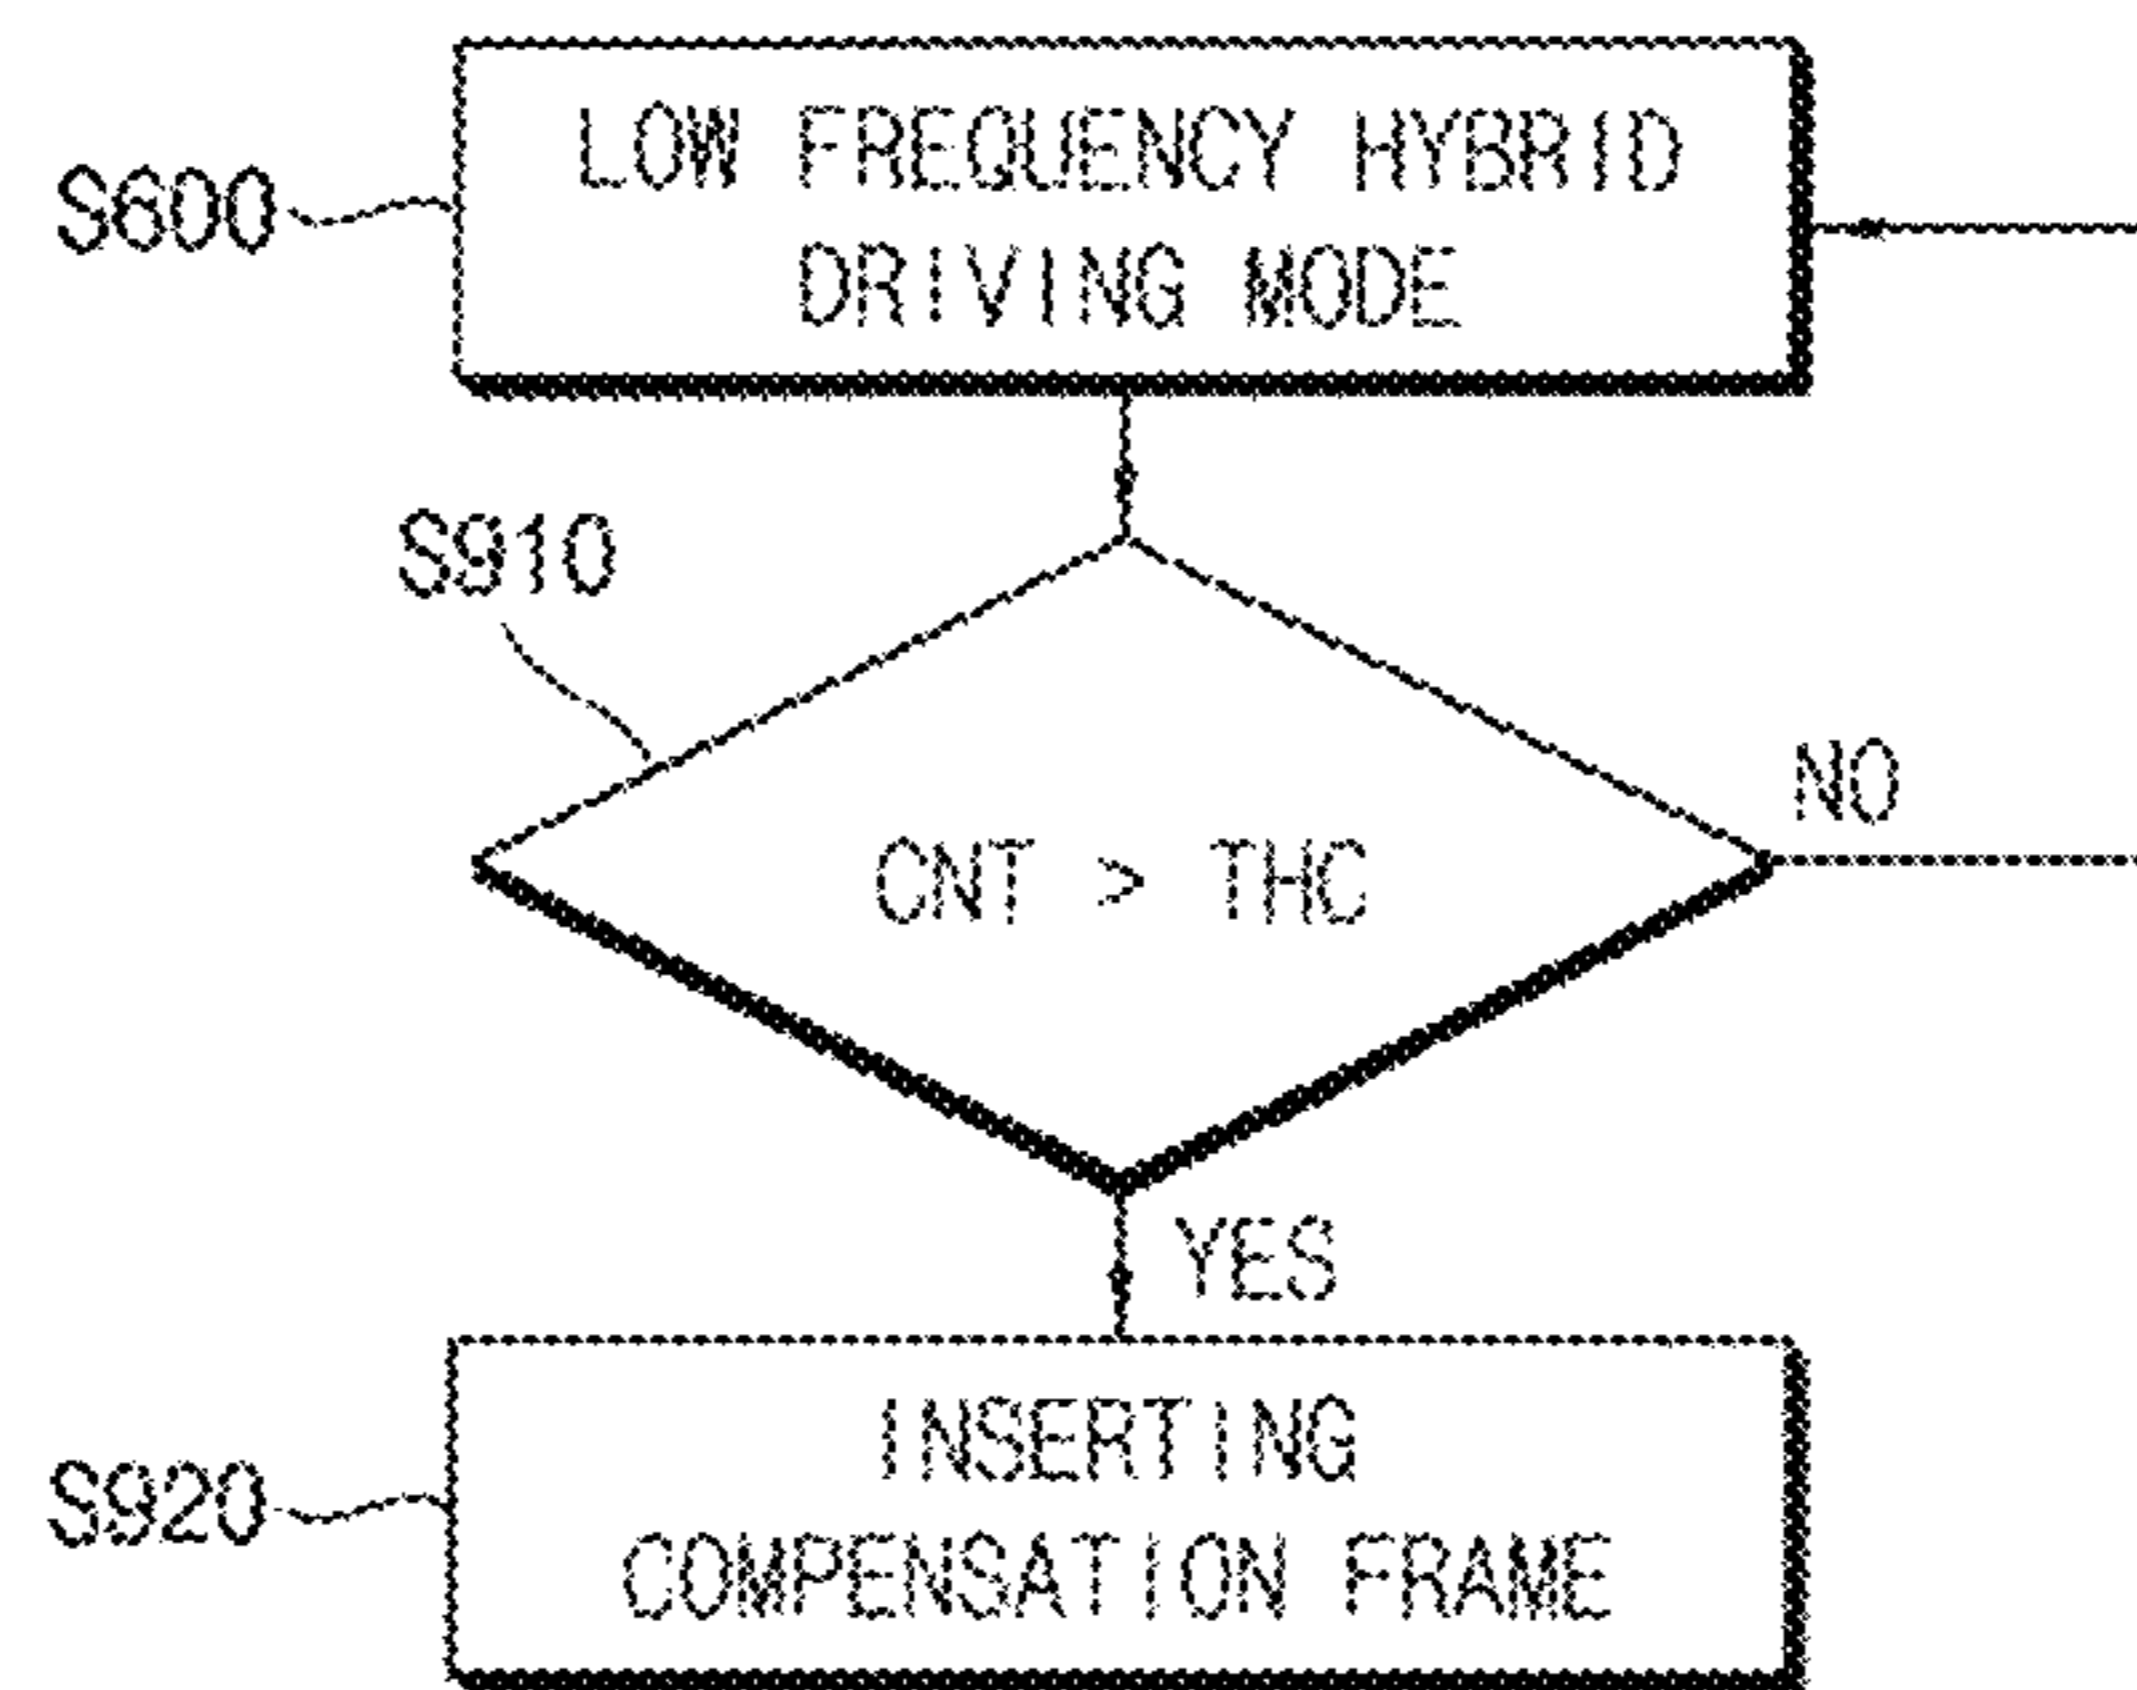 S600
LOW FREQUENCY HYBRID
DRIVING MODE
S910
NO
CNT > THC
YES
S920
INSERTING
COMPENSATION FRAME